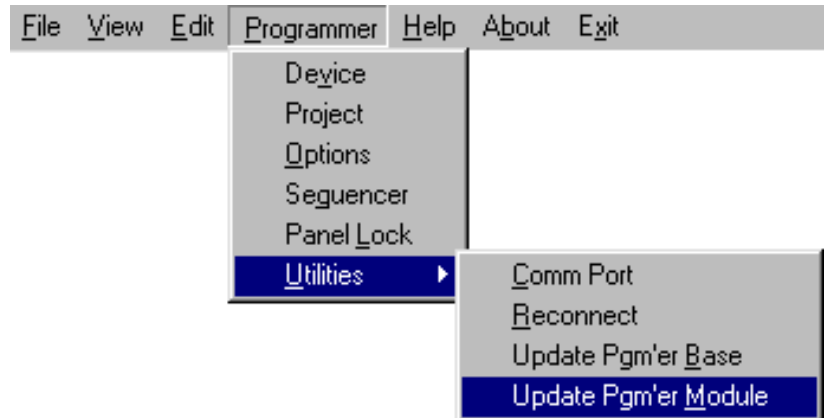 File View Edit Programmer Help About Exit
Device
Project
Options
Sequencer
Panel Lock
Utilities
Comm Port
Reconnect
Update Pgm'er Base
Update Pgm'er Module